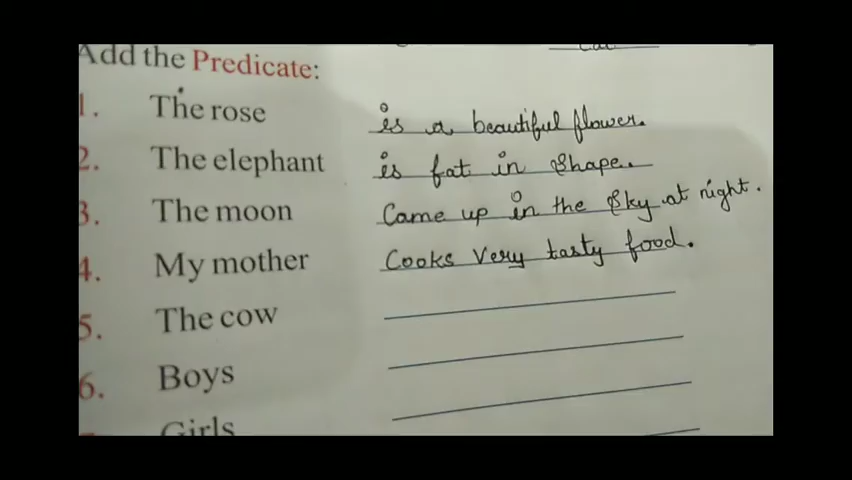 Cat
Add the Predicate:
1. The rose is a beautiful flower.
2. The elephant is fat in Shape.
3. The moon Came up in the Sky at night.
4. My mother Cooks Very tasty food.
5. The cow
6. Boys
Girls